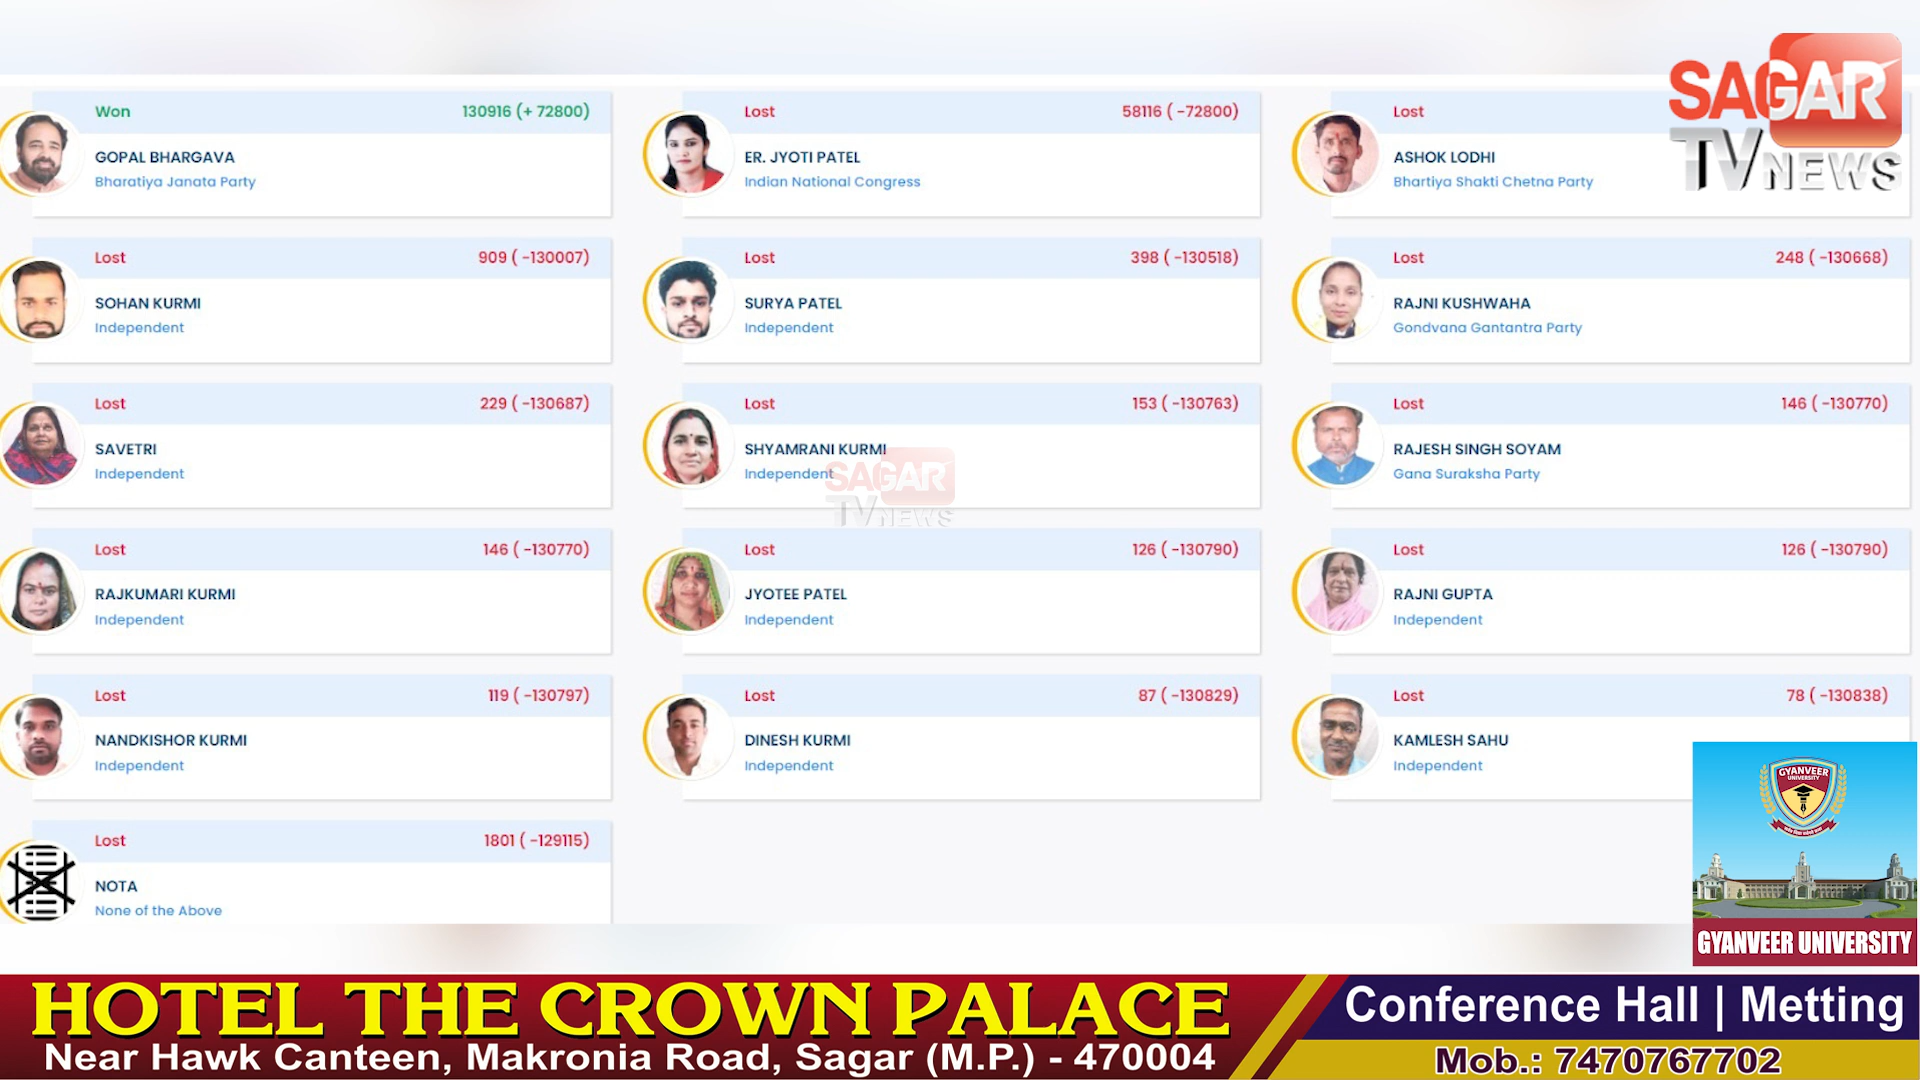 SAGAR
TV NEWS
Won 130916 (+ 72800)
GOPAL BHARGAVA
Bharatiya Janata Party
Lost 58116 ( -72800)
ER. JYOTI PATEL
Indian National Congress
Lost
ASHOK LODHI
Bhartiya Shakti Chetna Party
Lost 909 ( -130007)
SOHAN KURMI
Independent
Lost 398 ( -130518)
SURYA PATEL
Independent
Lost 248 ( -130668)
RAJNI KUSHWAHA
Gondvana Gantantra Party
Lost 229 ( -130687)
SAVETRI
Independent
Lost 153 ( -130763)
SHYAMRANI KURMI
Independent
SAGAR
TV NEWS
Lost 146 ( -130770)
RAJESH SINGH SOYAM
Gana Suraksha Party
Lost 146 ( -130770)
RAJKUMARI KURMI
Independent
Lost 126 ( -130790)
JYOTEE PATEL
Independent
Lost 126 ( -130790)
RAJNI GUPTA
Independent
Lost 119 ( -130797)
NANDKISHOR KURMI
Independent
Lost 87 ( -130829)
DINESH KURMI
Independent
Lost 78 ( -130838)
KAMLESH SAHU
Independent
Lost 1801 ( -129115)
NOTA
None of the Above
GYANVEER
UNIVERSITY
GYANVEER UNIVERSITY
HOTEL THE CROWN PALACE
Near Hawk Canteen, Makronia Road, Sagar (M.P.) - 470004
Conference Hall | Metting
Mob.: 7470767702